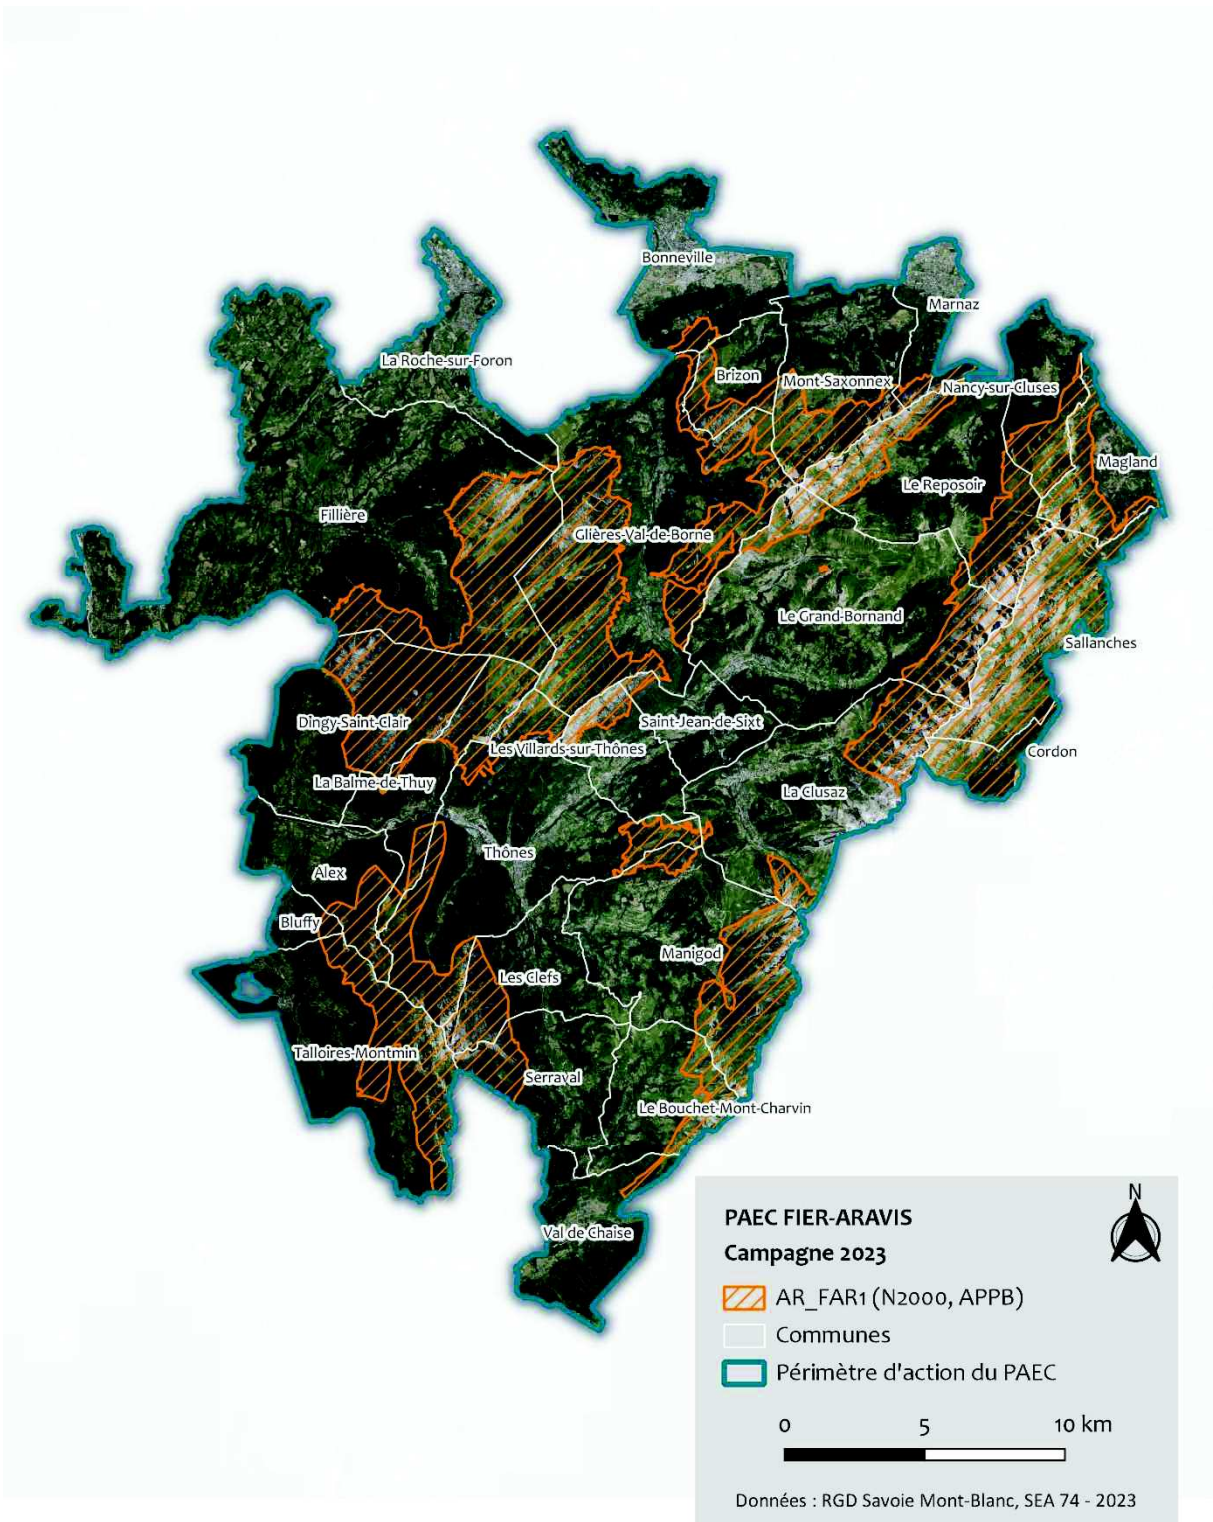 Bonneville
Marnaz
La Roche-sur-Foron
Brizon
Mont-Saxonnex
Nancy-sur-Cluses
Magland
Le Reposoir
Fillière
Glières-Val-de-Borne
Le Grand-Bornand
Sallanches
Dingy-Saint-Clair
Saint-Jean-de-Sixt
Les Villards-sur-Thônes
Cordon
La Balme-de-Thuy
La Clusaz
Thônes
Alex
Bluffy
Manigod
Les Clefs
Talloires-Montmin
Serraval
Le Bouchet-Mont-Charvin
Val de Chaise
N
PAEC FIER-ARAVIS
Campagne 2023
AR_FAR1 (N2000, APPB)
Communes
Périmètre d'action du PAEC
0 5 10 km
Données : RGD Savoie Mont-Blanc, SEA 74 - 2023